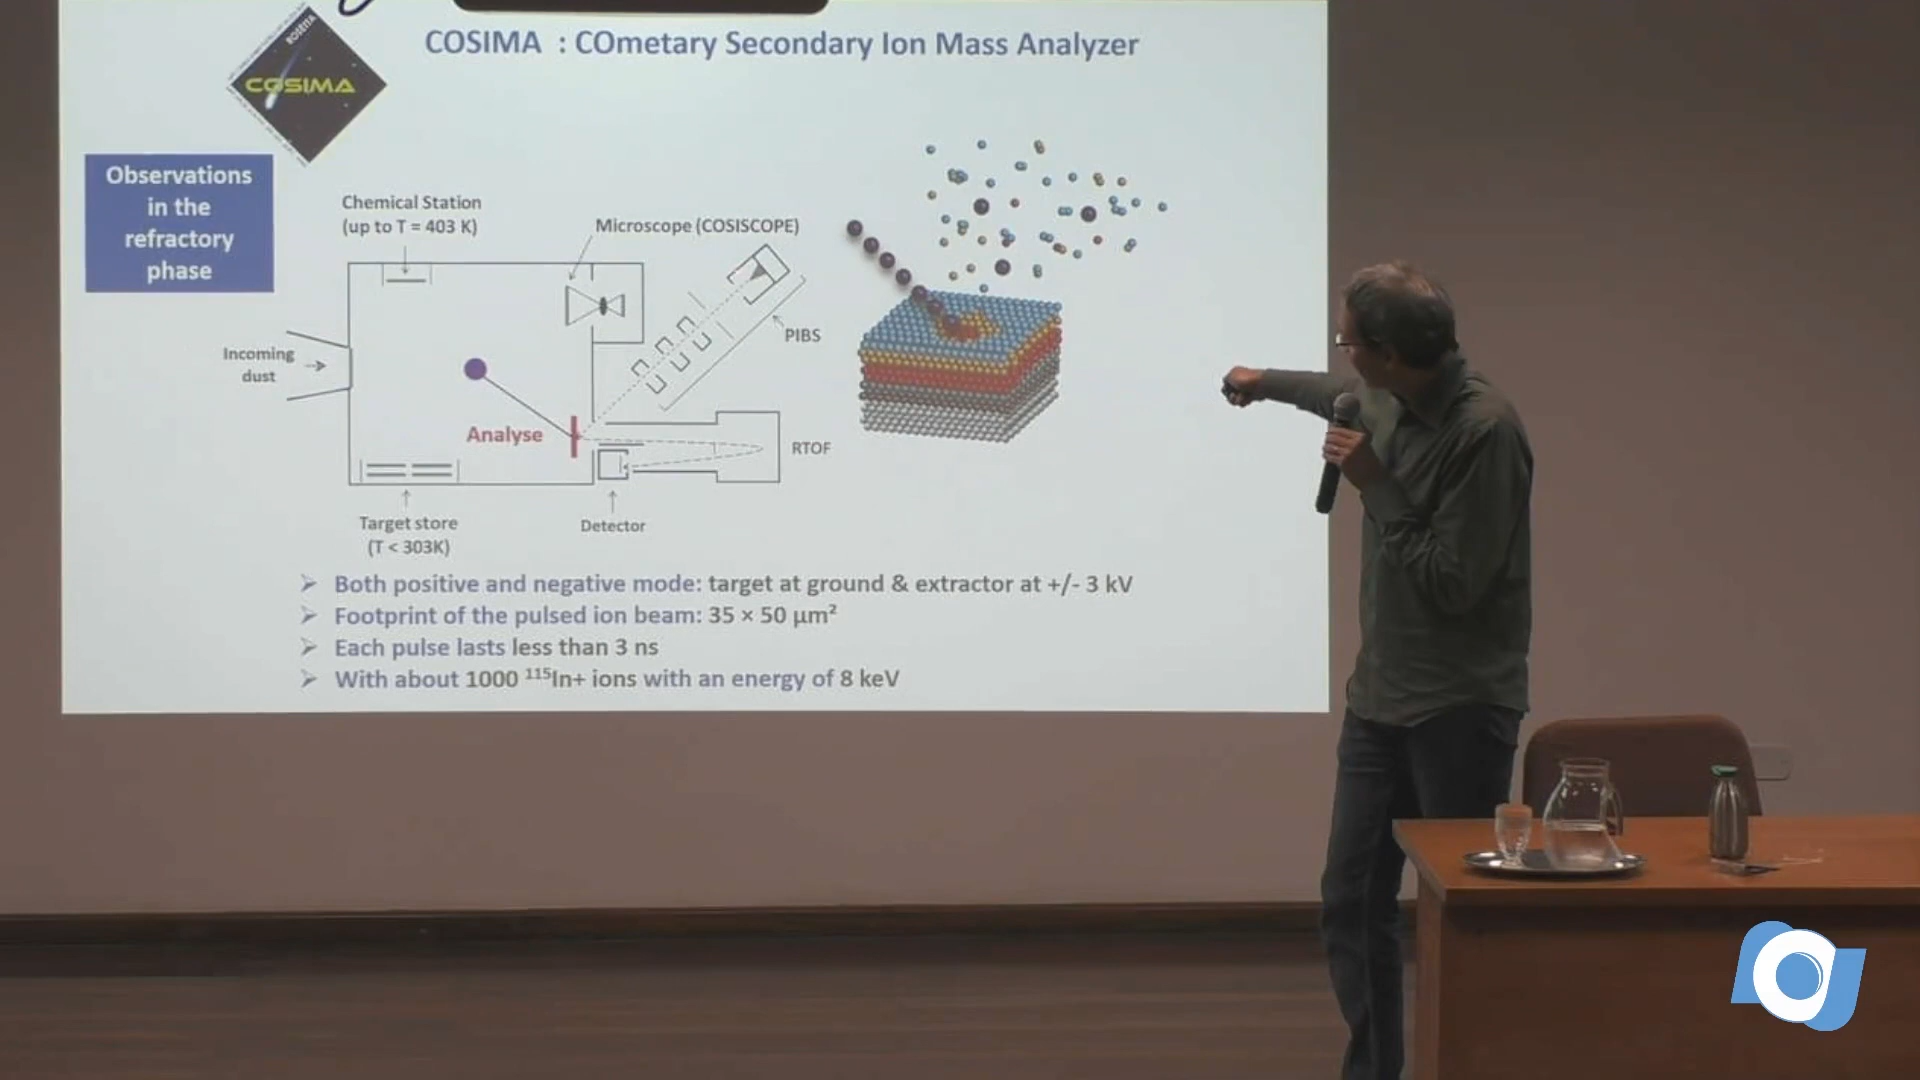 COSIMA : COmetary Secondary Ion Mass Analyzer
ROSETTA
COSIMA
Observations
in the
refractory
phase
Chemical Station
(up to T = 403 K)
Microscope (COSISCOPE)
PIBS
Incoming
dust
Analyse
RTOF
Target store
(T < 303K)
Detector
➢ Both positive and negative mode: target at ground & extractor at +/- 3 kV
➢ Footprint of the pulsed ion beam: 35 × 50 µm²
➢ Each pulse lasts less than 3 ns
➢ With about 1000 ¹¹⁵In+ ions with an energy of 8 keV